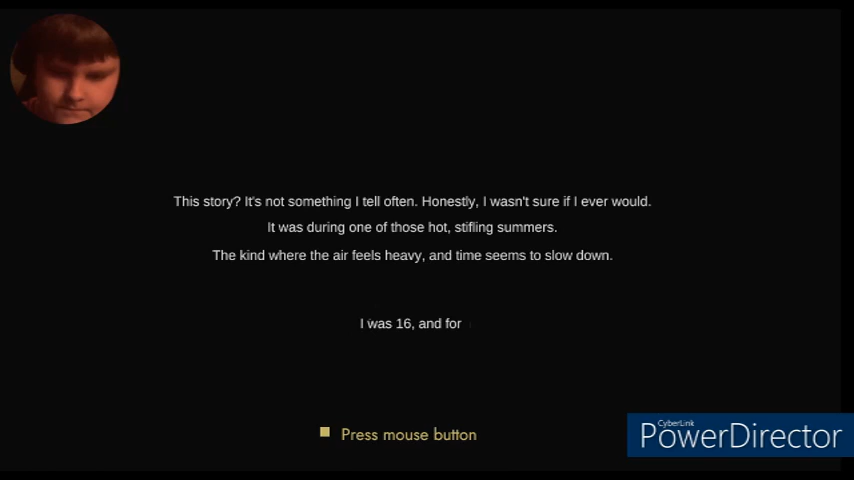 This story? It's not something I tell often. Honestly, I wasn't sure if I ever would.
It was during one of those hot, stifling summers.
The kind where the air feels heavy, and time seems to slow down.
I was 16, and for
Press mouse button
CyberLink
PowerDirector